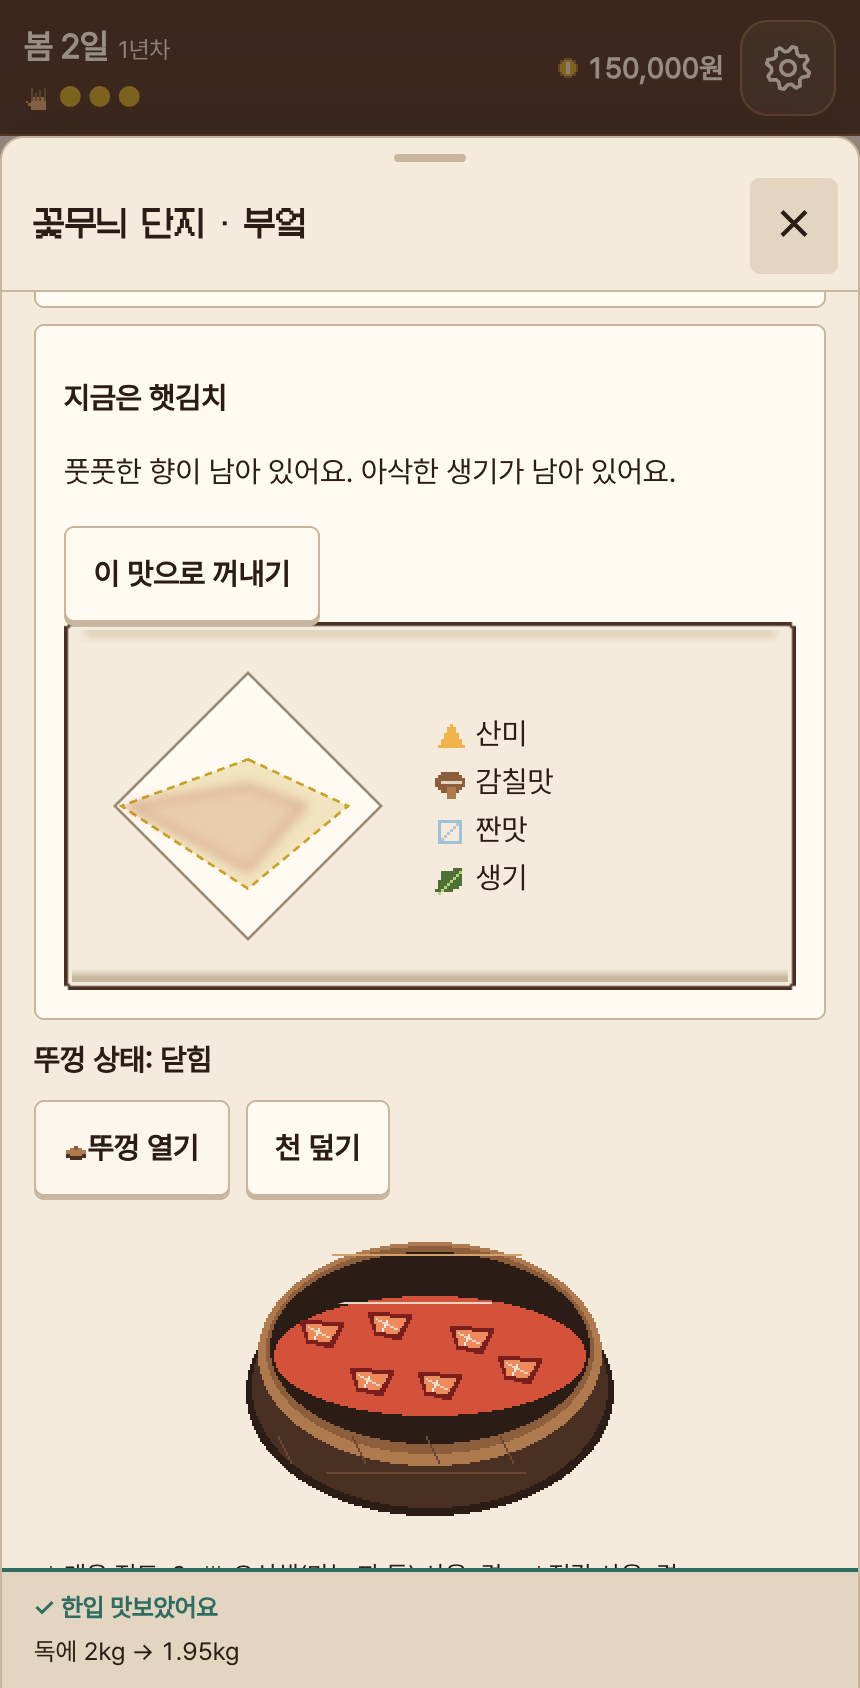 봄 2일 1년차
150,000원
꽃무늬 단지 · 부엌
지금은 햇김치
풋풋한 향이 남아 있어요. 아삭한 생기가 남아 있어요.
이 맛으로 꺼내기
산미
감칠맛
짠맛
생기
뚜껑 상태: 닫힘
뚜껑 열기
천 덮기
✓ 한입 맛보았어요
독에 2kg → 1.95kg